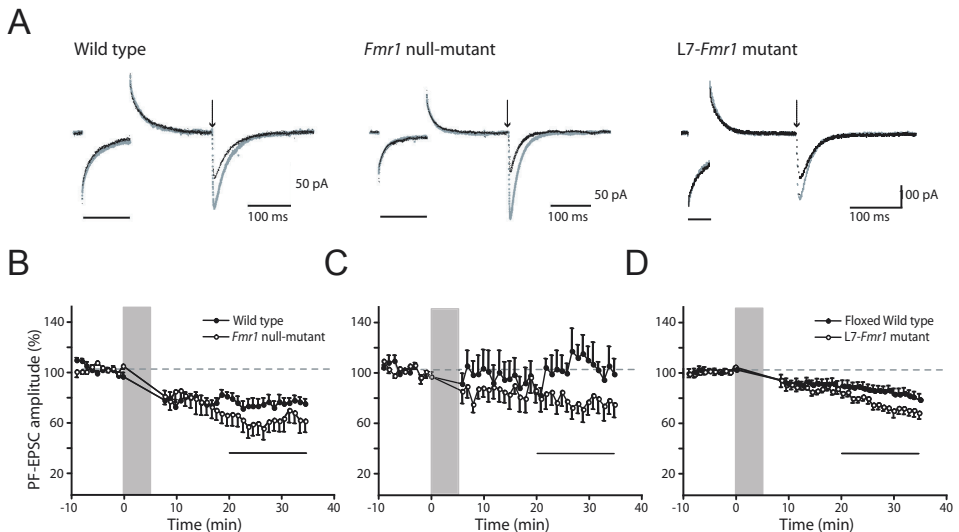 A
Wild type
Fmr1 null-mutant
L7-Fmr1 mutant
50 pA
100 ms
50 pA
100 ms
100 pA
100 ms
B
C
D
PF-EPSC amplitude (%)
140
100
60
20
Wild type
Fmr1 null-mutant
-10 0 10 20 30 40
Time (min)
140
100
60
20
-10 0 10 20 30 40
Time (min)
140
100
60
20
Floxed Wild type
L7-Fmr1 mutant
-10 0 10 20 30 40
Time (min)